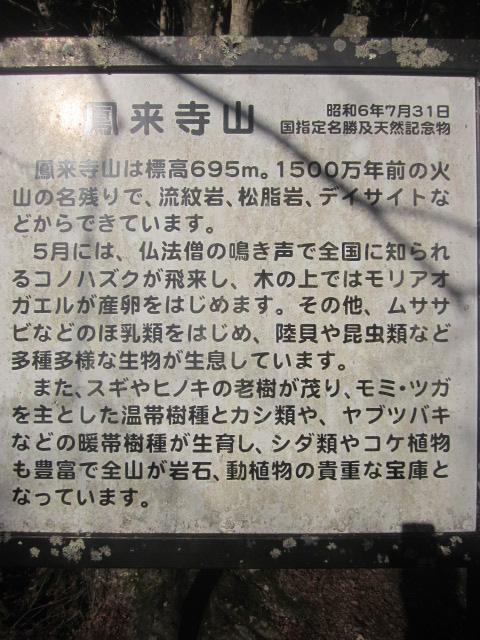 鳳来寺山
昭和6年7月31日
国指定名勝及天然記念物
鳳来寺山は標高695m。1500万年前の火
山の名残りで、流紋岩、松脂岩、デイサイトな
どからできています。
5月には、仏法僧の鳴き声で全国に知られ
るコノハズクが飛来し、木の上ではモリアオ
ガエルが産卵をはじめます。その他、ムササ
ビなどのほ乳類をはじめ、陸貝や昆虫類など
多種多様な生物が生息しています。
また、スギやヒノキの老樹が茂り、モミ・ツガ
を主とした温帯樹種とカシ類や、ヤブツバキ
などの暖帯樹種が生育し、シダ類やコケ植物
も豊富で全山が岩石、動植物の貴重な宝庫と
なっています。